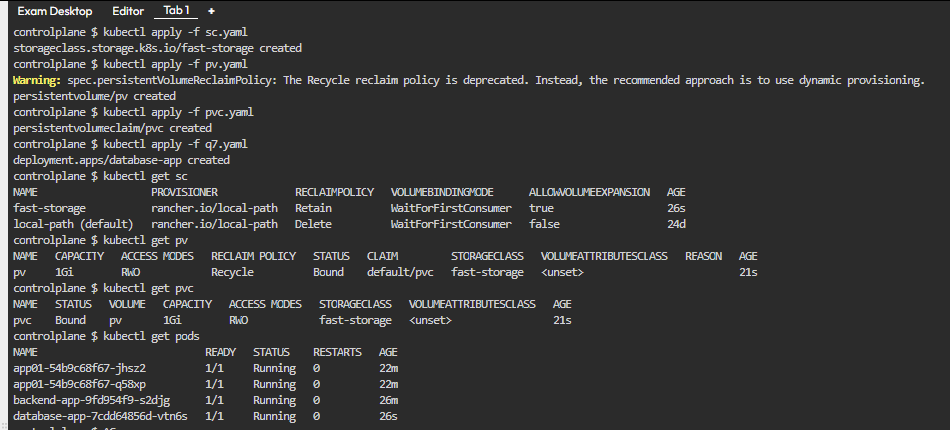 Exam Desktop Editor Tab 1 +
controlplane $ kubectl apply -f sc.yaml
storageclass.storage.k8s.io/fast-storage created
controlplane $ kubectl apply -f pv.yaml
Warning: spec.persistentVolumeReclaimPolicy: The Recycle reclaim policy is deprecated. Instead, the recommended approach is to use dynamic provisioning.
persistentvolume/pv created
controlplane $ kubectl apply -f pvc.yaml
persistentvolumeclaim/pvc created
controlplane $ kubectl apply -f q7.yaml
deployment.apps/database-app created
controlplane $ kubectl get sc
NAME PROVISIONER RECLAIMPOLICY VOLUMEBINDINGMODE ALLOWVOLUMEEXPANSION AGE
fast-storage rancher.io/local-path Retain WaitForFirstConsumer true 26s
local-path (default) rancher.io/local-path Delete WaitForFirstConsumer false 24d
controlplane $ kubectl get pv
NAME CAPACITY ACCESS MODES RECLAIM POLICY STATUS CLAIM STORAGECLASS VOLUMEATTRIBUTESCLASS REASON AGE
pv 1Gi RWO Recycle Bound default/pvc fast-storage <unset> 21s
controlplane $ kubectl get pvc
NAME STATUS VOLUME CAPACITY ACCESS MODES STORAGECLASS VOLUMEATTRIBUTESCLASS AGE
pvc Bound pv 1Gi RWO fast-storage <unset> 21s
controlplane $ kubectl get pods
NAME READY STATUS RESTARTS AGE
app01-54b9c68f67-jhsz2 1/1 Running 0 22m
app01-54b9c68f67-q58xp 1/1 Running 0 22m
backend-app-9fd954f9-s2djg 1/1 Running 0 26m
database-app-7cdd64856d-vtn6s 1/1 Running 0 26s